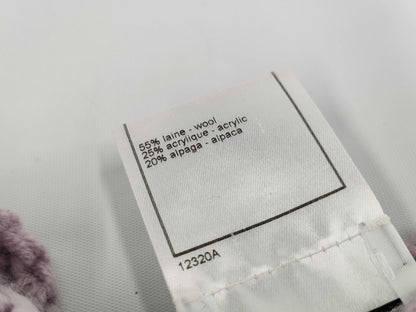 55% laine - wool
25% acrylique - acrylic
20% alpaga - alpaca
12320A